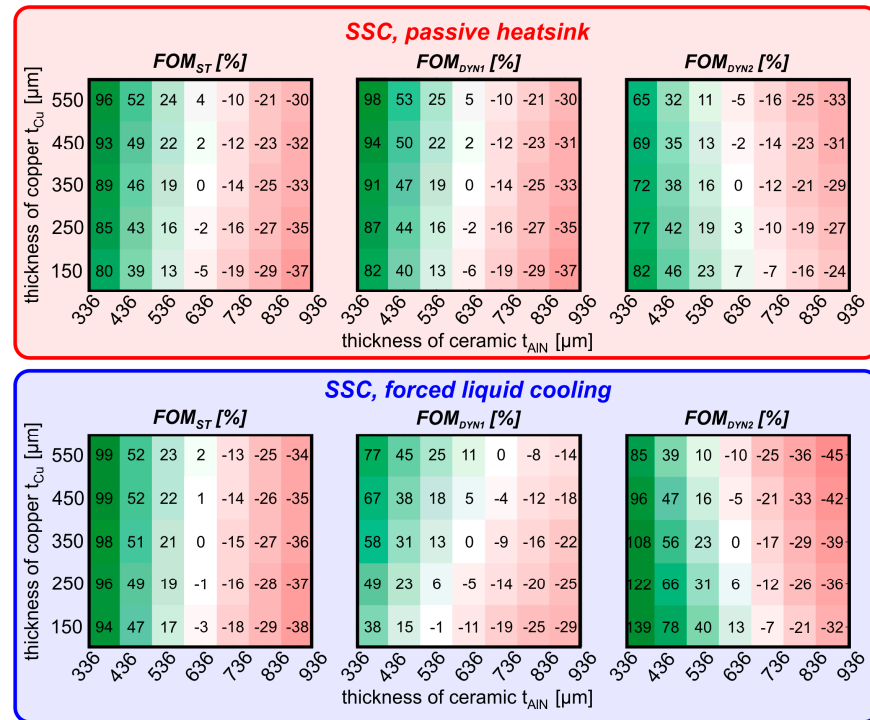 SSC, passive heatsink
FOM_ST [%] FOM_DYN1 [%] FOM_DYN2 [%]
thickness of copper t_Cu [µm]
550 96 52 24 4 -10 -21 -30 98 53 25 5 -10 -21 -30 65 32 11 -5 -16 -25 -33
450 93 49 22 2 -12 -23 -32 94 50 22 2 -12 -23 -31 69 35 13 -2 -14 -23 -31
350 89 46 19 0 -14 -25 -33 91 47 19 0 -14 -25 -33 72 38 16 0 -12 -21 -29
250 85 43 16 -2 -16 -27 -35 87 44 16 -2 -16 -27 -35 77 42 19 3 -10 -19 -27
150 80 39 13 -5 -19 -29 -37 82 40 13 -6 -19 -29 -37 82 46 23 7 -7 -16 -24
336 436 536 636 736 836 936 336 436 536 636 736 836 936 336 436 536 636 736 836 936
thickness of ceramic t_AlN [µm]
SSC, forced liquid cooling
FOM_ST [%] FOM_DYN1 [%] FOM_DYN2 [%]
thickness of copper t_Cu [µm]
550 99 52 23 2 -13 -25 -34 77 45 25 11 0 -8 -14 85 39 10 -10 -25 -36 -45
450 99 52 22 1 -14 -26 -35 67 38 18 5 -4 -12 -18 96 47 16 -5 -21 -33 -42
350 98 51 21 0 -15 -27 -36 58 31 13 0 -9 -16 -22 108 56 23 0 -17 -29 -39
250 96 49 19 -1 -16 -28 -37 49 23 6 -5 -14 -20 -25 122 66 31 6 -12 -26 -36
150 94 47 17 -3 -18 -29 -38 38 15 -1 -11 -19 -25 -29 139 78 40 13 -7 -21 -32
336 436 536 636 736 836 936 336 436 536 636 736 836 936 336 436 536 636 736 836 936
thickness of ceramic t_AlN [µm]